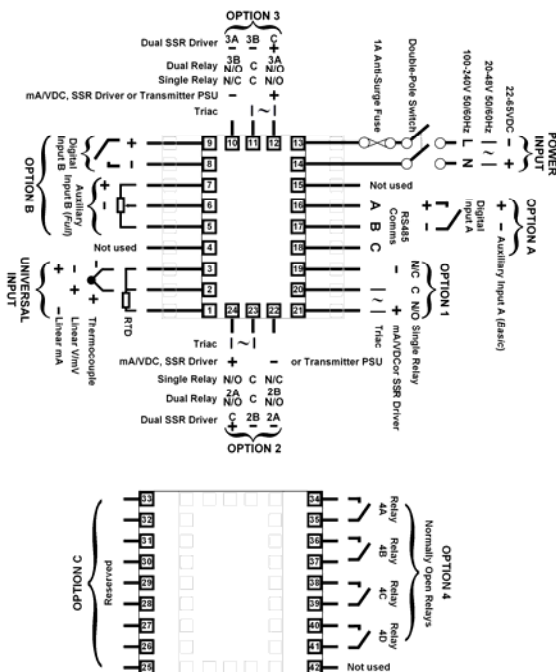 OPTION 3
Dual SSR Driver 3A 3B C
− − +
Dual Relay 3B N/O C 3A N/O
Single Relay N/C C N/O
mA/VDC, SSR Driver or Transmitter PSU − +
Triac | ~ |
1A Anti-Surge Fuse
Double-Pole Switch
100-240V 50/60Hz
20-48V 50/60Hz
22-65VDC
POWER INPUT
L ~ +
N −
9 10 11 12 13
8 14
7 15 Not used
6 16
5 17
4 18
3 19
2 20
1 24 23 22 21
OPTION B
Digital Input B
+
−
Auxiliary Input B (Full)
+
−
Not used
UNIVERSAL INPUT
RTD
Thermocouple
− +
Linear V/mV
+ −
Linear mA
+ −
A
B
C
RS485 Comms
Digital Input A
+
−
OPTION A
Auxiliary Input A (Basic)
+
−
OPTION 1
N/C C N/O
Single Relay
− +
mA/VDCor SSR Driver
| ~ |
Triac
Triac | ~ |
mA/VDC, SSR Driver + − or Transmitter PSU
Single Relay N/O C N/C
Dual Relay 2A N/O C 2B N/O
Dual SSR Driver C 2B 2A
+ − −
OPTION 2
33 34
32 35
31 36
30 37
29 38
28 39
27 40
26 41
25 42 Not used
OPTION C
Reserved
Relay 4A
Relay 4B
Relay 4C
Relay 4D
Normally Open Relays
OPTION 4